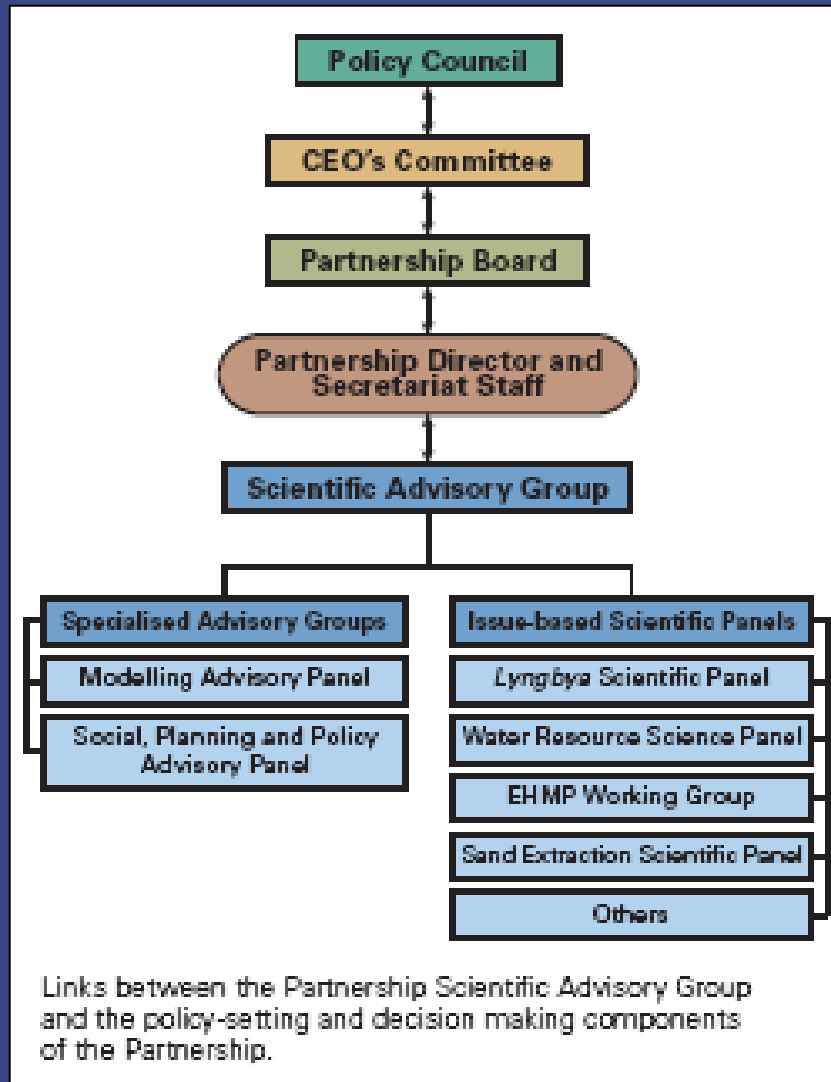 Policy Council
CEO's Committee
Partnership Board
Partnership Director and
Secretariat Staff
Scientific Advisory Group
Specialised Advisory Groups
Modelling Advisory Panel
Social, Planning and Policy
Advisory Panel
Issue-based Scientific Panels
Lyngbya Scientific Panel
Water Resource Science Panel
EHMP Working Group
Sand Extraction Scientific Panel
Others
Links between the Partnership Scientific Advisory Group
and the policy-setting and decision making components
of the Partnership.